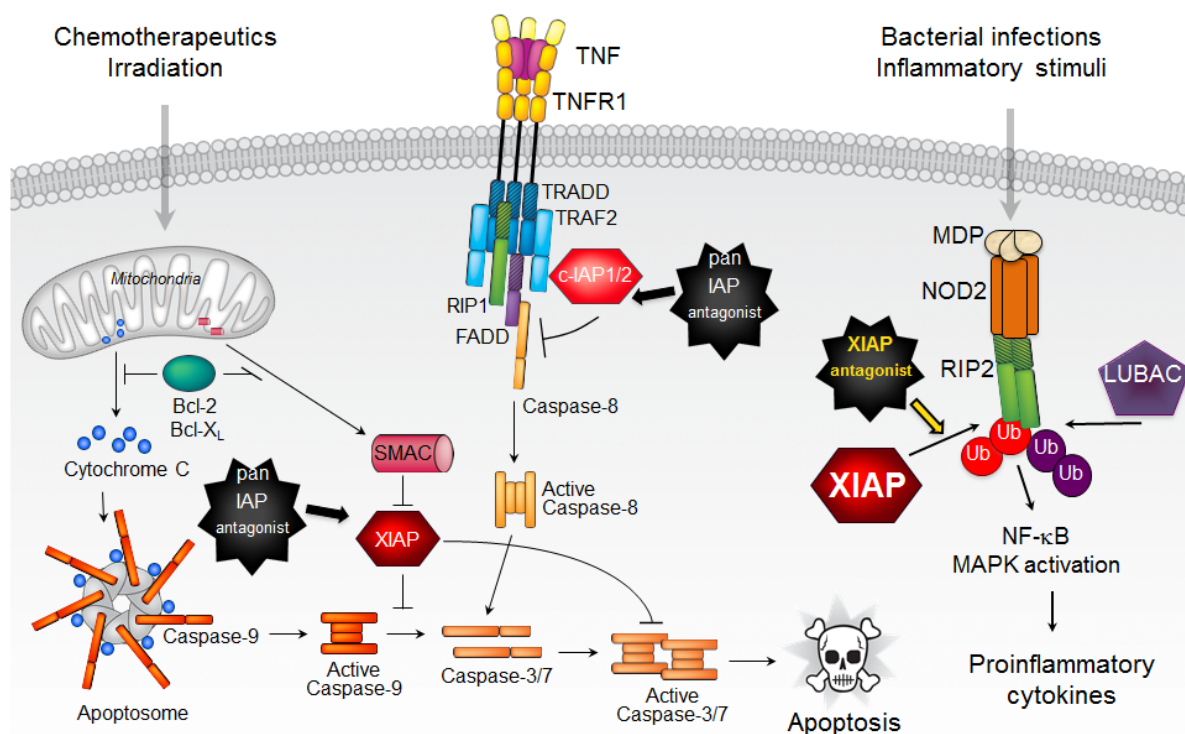 Chemotherapeutics
Irradiation
TNF
TNFR1
Bacterial infections
Inflammatory stimuli
TRADD
TRAF2
c-IAP1/2
pan
IAP
antagonist
RIP1
FADD
Caspase-8
Active
Caspase-8
Mitochondria
Bcl-2
Bcl-XL
Cytochrome C
SMAC
pan
IAP
antagonist
XIAP
Caspase-9
Active
Caspase-9
Caspase-3/7
Active
Caspase-3/7
Apoptosome
Apoptosis
MDP
NOD2
XIAP
antagonist
RIP2
LUBAC
Ub
Ub
Ub
Ub
XIAP
NF-κB
MAPK activation
Proinflammatory
cytokines